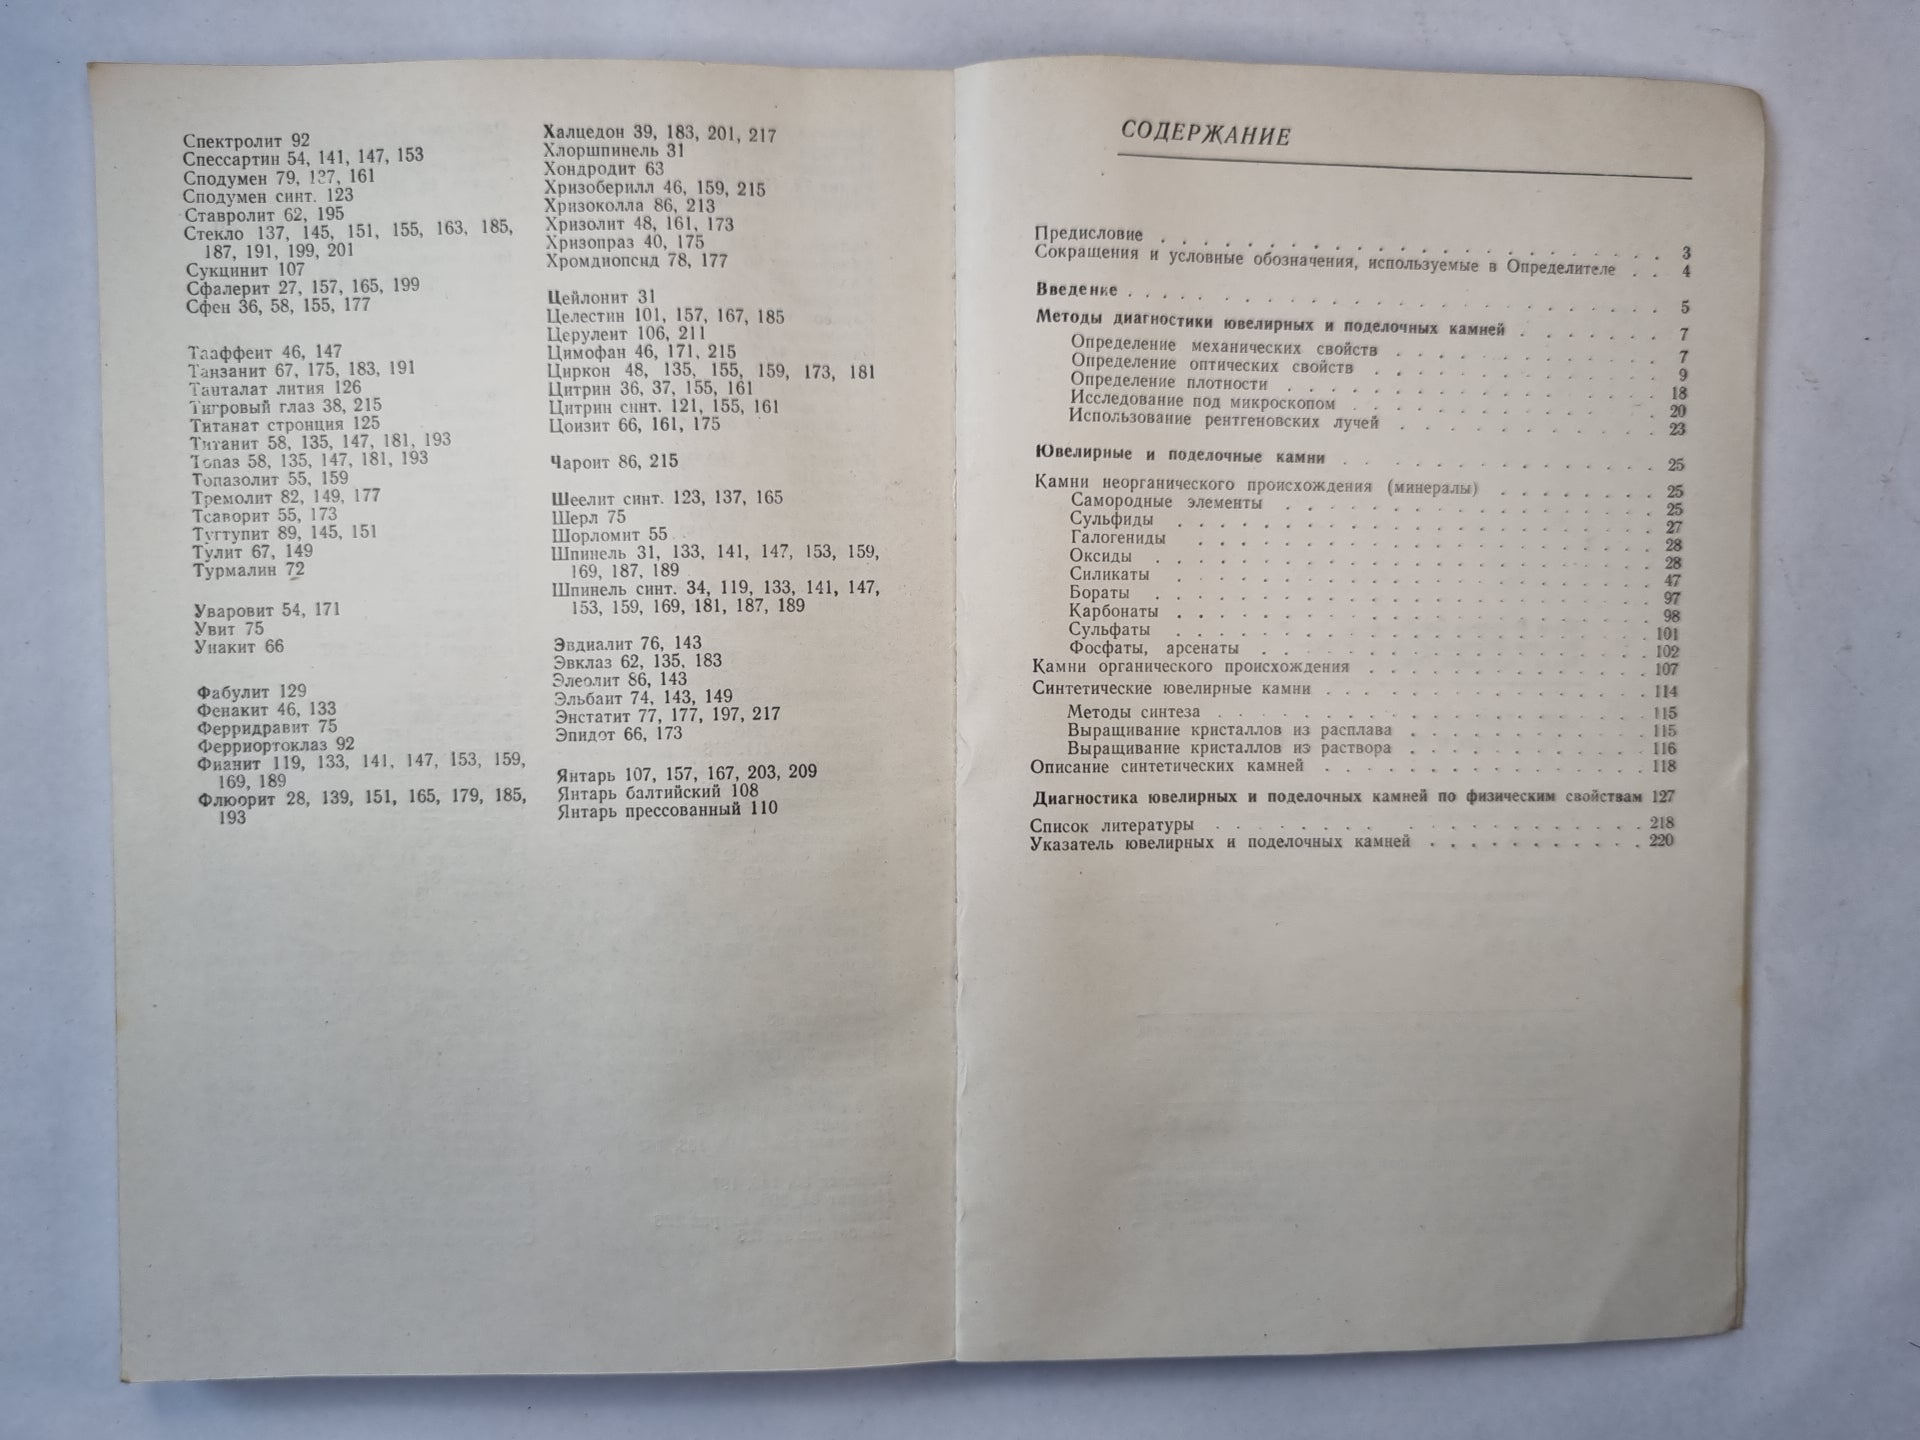 Спектролит 92
Спессартин 54, 141, 147, 153
Сподумен 79, 127, 161
Сподумен синт. 123
Ставролит 62, 195
Стекло 137, 145, 151, 155, 163, 185,
187, 191, 199, 201
Сукцинит 107
Сфалерит 27, 157, 165, 199
Сфен 36, 58, 155, 177
Тааффеит 46, 147
Танзанит 67, 175, 183, 191
Танталат лития 126
Тигровый глаз 38, 215
Титанат стронция 125
Титанит 58, 135, 147, 181, 193
Топаз 58, 135, 147, 181, 193
Топазолит 55, 159
Тремолит 82, 149, 177
Тсаворит 55, 173
Тугтупит 89, 145, 151
Тулит 67, 149
Турмалин 72
Уваровит 54, 171
Увит 75
Унакит 66
Фабулит 129
Фенакит 46, 133
Ферридравит 75
Ферриортоклаз 92
Фианит 119, 133, 141, 147, 153, 159,
169, 189
Флюорит 28, 139, 151, 165, 179, 185,
193
Халцедон 39, 183, 201, 217
Хлоршпинель 31
Хондродит 63
Хризоберилл 46, 159, 215
Хризоколла 86, 213
Хризолит 48, 161, 173
Хризопраз 40, 175
Хромдиопсид 78, 177
Цейлонит 31
Целестин 101, 157, 167, 185
Церулеит 106, 211
Цимофан 46, 171, 215
Циркон 48, 135, 155, 159, 173, 181
Цитрин 36, 37, 155, 161
Цитрин синт. 121, 155, 161
Цоизит 66, 161, 175
Чароит 86, 215
Шеелит синт. 123, 137, 165
Шерл 75
Шорломит 55
Шпинель 31, 133, 141, 147, 153, 159,
169, 187, 189
Шпинель синт. 34, 119, 133, 141, 147,
153, 159, 169, 181, 187, 189
Эвдиалит 76, 143
Эвклаз 62, 135, 183
Элеолит 86, 143
Эльбаит 74, 143, 149
Энстатит 77, 177, 197, 217
Эпидот 66, 173
Янтарь 107, 157, 167, 203, 209
Янтарь балтийский 108
Янтарь прессованный 110
СОДЕРЖАНИЕ
Предисловие . . . . . . . . . . . . . . . . . . . . 3
Сокращения и условные обозначения, используемые в Определителе . . 4
Введение . . . . . . . . . . . . . . . . . . . . 5
Методы диагностики ювелирных и поделочных камней . . . . . . . 7
Определение механических свойств . . . . . . . . . . . 7
Определение оптических свойств . . . . . . . . . . . 9
Определение плотности . . . . . . . . . . . . . . 18
Исследование под микроскопом . . . . . . . . . . . . 20
Использование рентгеновских лучей . . . . . . . . . . 23
Ювелирные и поделочные камни . . . . . . . . . . . . . 25
Камни неорганического происхождения (минералы) . . . . . . . 25
Самородные элементы . . . . . . . . . . . . . . 25
Сульфиды . . . . . . . . . . . . . . . . . . 27
Галогениды . . . . . . . . . . . . . . . . . 28
Оксиды . . . . . . . . . . . . . . . . . . . 28
Силикаты . . . . . . . . . . . . . . . . . . 47
Бораты . . . . . . . . . . . . . . . . . . . 97
Карбонаты . . . . . . . . . . . . . . . . . . 98
Сульфаты . . . . . . . . . . . . . . . . . . 101
Фосфаты, арсенаты . . . . . . . . . . . . . . . 102
Камни органического происхождения . . . . . . . . . . . 107
Синтетические ювелирные камни . . . . . . . . . . . . . 114
Методы синтеза . . . . . . . . . . . . . . . . 115
Выращивание кристаллов из расплава . . . . . . . . . . 115
Выращивание кристаллов из раствора . . . . . . . . . . 116
Описание синтетических камней . . . . . . . . . . . . . 118
Диагностика ювелирных и поделочных камней по физическим свойствам 127
Список литературы . . . . . . . . . . . . . . . . . 218
Указатель ювелирных и поделочных камней . . . . . . . . . . 220